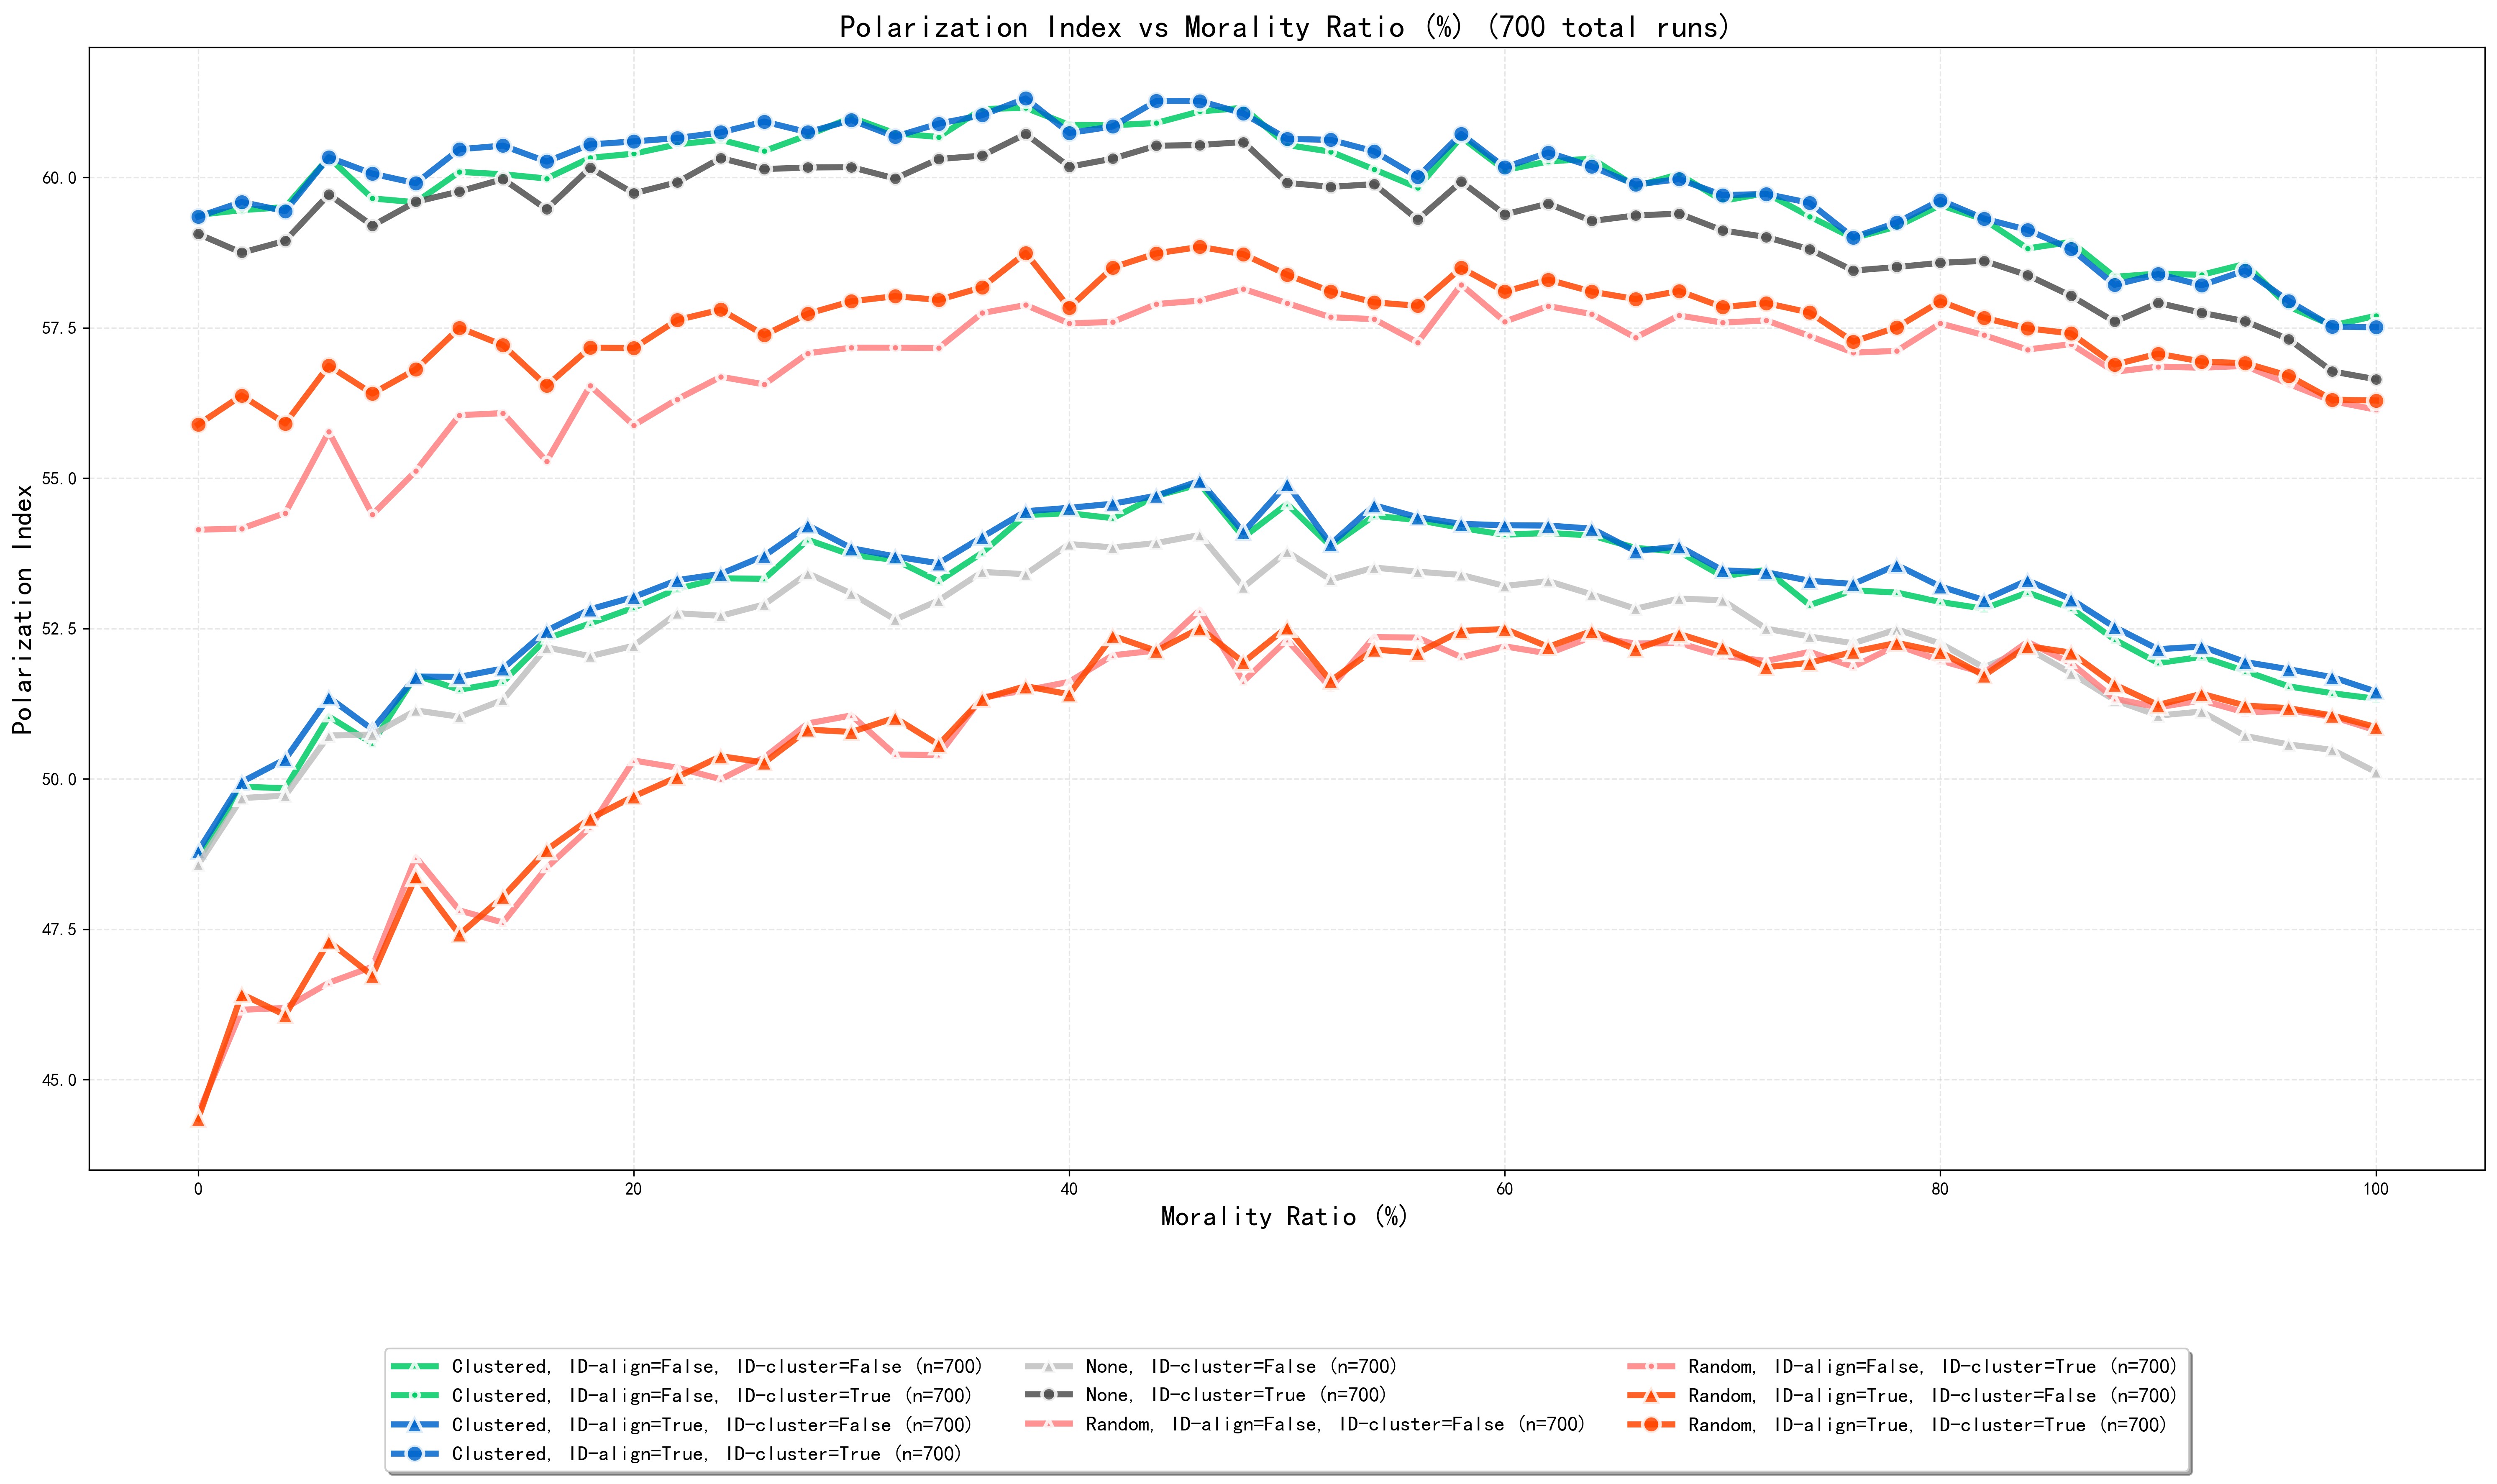 Polarization Index vs Morality Ratio (%) (700 total runs)
Polarization Index
60.0
57.5
55.0
52.5
50.0
47.5
45.0
0
20
40
60
80
100
Morality Ratio (%)
Clustered, ID-align=False, ID-cluster=False (n=700)
Clustered, ID-align=False, ID-cluster=True (n=700)
Clustered, ID-align=True, ID-cluster=False (n=700)
Clustered, ID-align=True, ID-cluster=True (n=700)
None, ID-cluster=False (n=700)
None, ID-cluster=True (n=700)
Random, ID-align=False, ID-cluster=False (n=700)
Random, ID-align=False, ID-cluster=True (n=700)
Random, ID-align=True, ID-cluster=False (n=700)
Random, ID-align=True, ID-cluster=True (n=700)